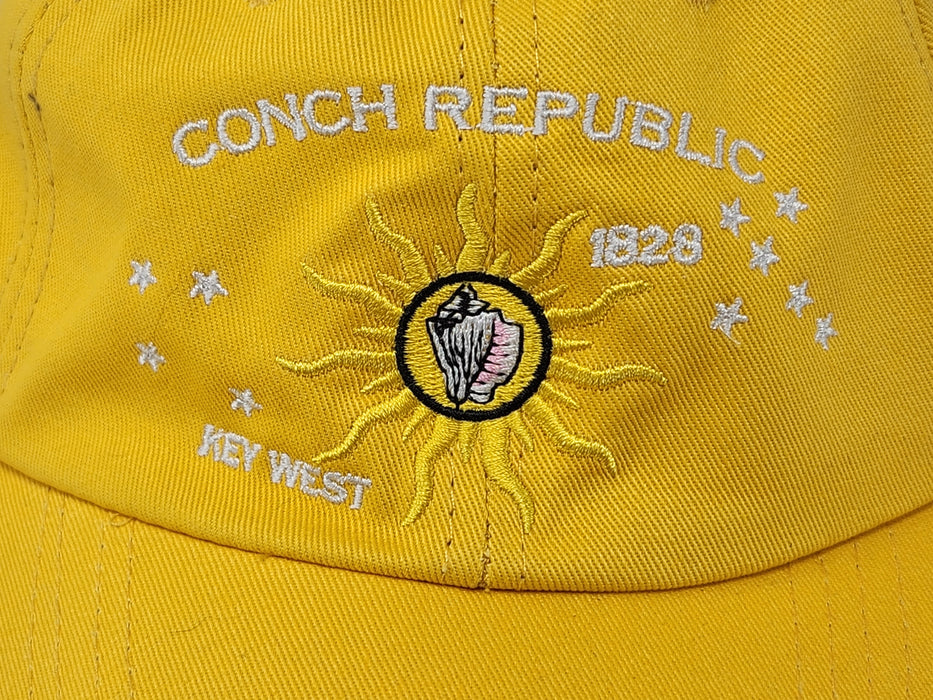 CONCH REPUBLIC
1828
KEY WEST